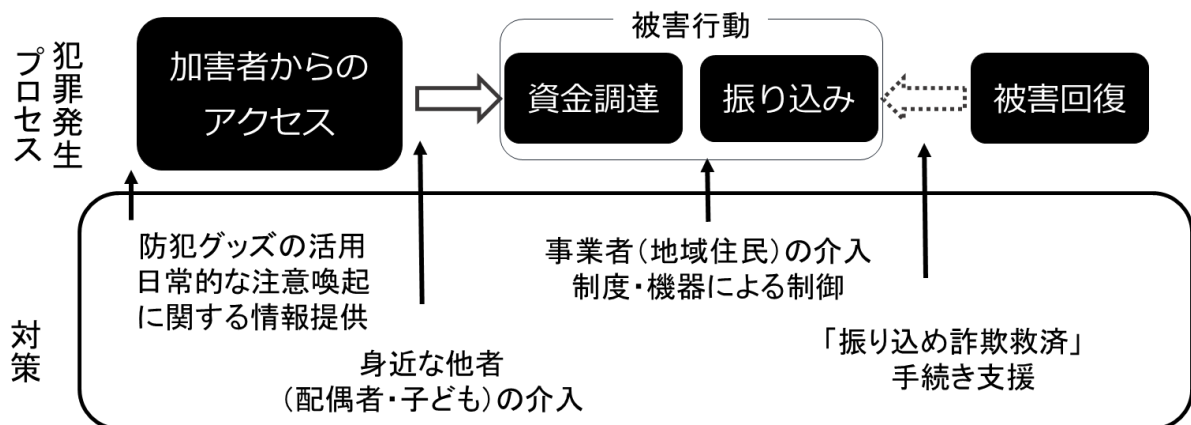 犯罪発生
プロセス
加害者からの
アクセス
被害行動
資金調達
振り込み
被害回復
対策
防犯グッズの活用
日常的な注意喚起
に関する情報提供
身近な他者
(配偶者・子ども)の介入
事業者(地域住民)の介入
制度・機器による制御
「振り込め詐欺救済」
手続き支援